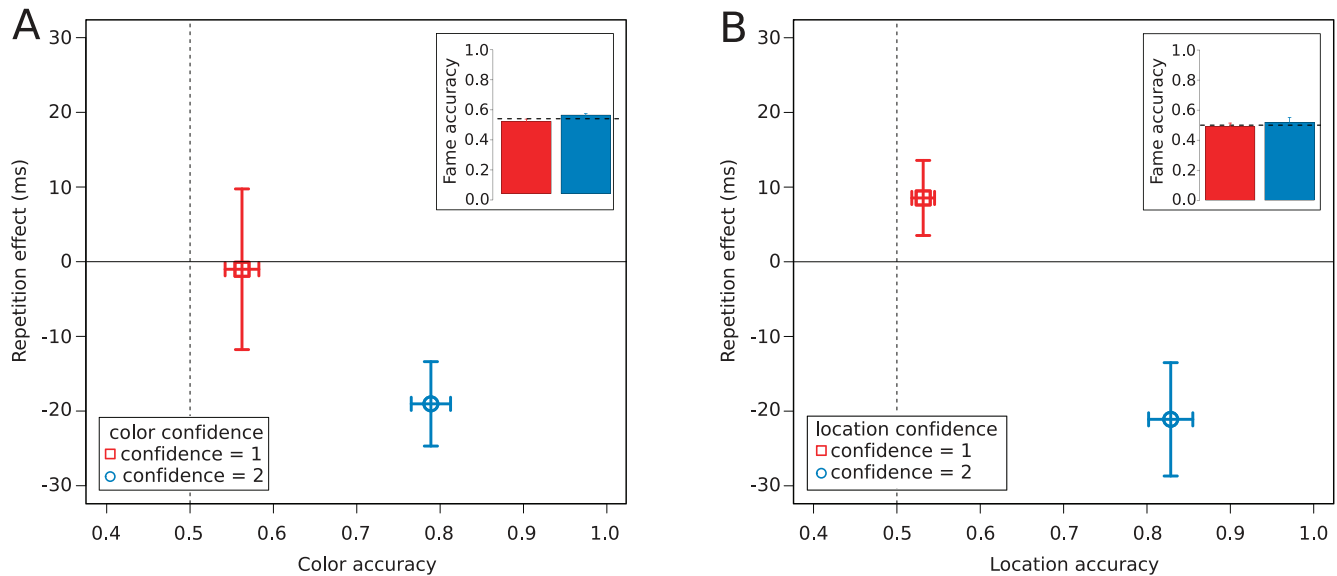 A
Repetition effect (ms)
30
20
10
0
-10
-20
-30
0.4 0.5 0.6 0.7 0.8 0.9 1.0
Color accuracy
Fame accuracy
1.0
0.8
0.6
0.4
0.2
0.0
color confidence
confidence = 1
confidence = 2
B
Repetition effect (ms)
30
20
10
0
-10
-20
-30
0.4 0.5 0.6 0.7 0.8 0.9 1.0
Location accuracy
Fame accuracy
1.0
0.8
0.6
0.4
0.2
0.0
location confidence
confidence = 1
confidence = 2